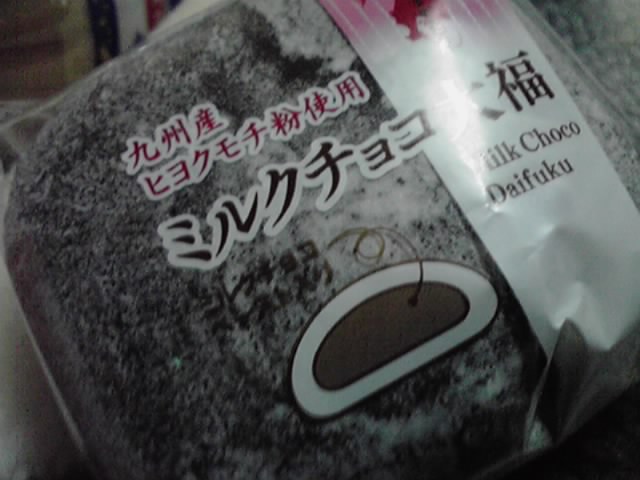 九州産
ヒヨクモチ粉使用
ミルクチョコ大福
Milk Choco
Daifuku